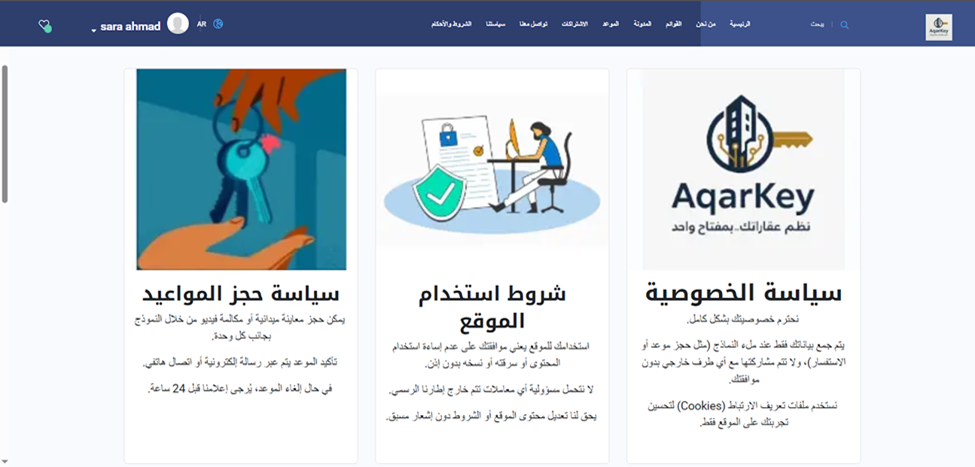 AqarKey
يبحث
الرئيسية
من نحن
القوائم
المدونة
الموعد
الاشتراكات
تواصل معنا
سياستنا
الشروط والأحكام
AR
sara ahmad
AqarKey
نظم عقاراتك..بمفتاح واحد
سياسة الخصوصية
نحترم خصوصيتك بشكل كامل.
يتم جمع بياناتك فقط عند ملء النماذج (مثل حجز موعد أو
الاستفسار)، ولا تتم مشاركتها مع أي طرف خارجي بدون
موافقتك.
نستخدم ملفات تعريف الارتباط (Cookies) لتحسين
تجربتك على الموقع فقط.
شروط استخدام
الموقع
استخدامك للموقع يعني موافقتك على عدم إساءة استخدام
المحتوى أو سرقته أو نسخه بدون إذن.
لا نتحمل مسؤولية أي معاملات تتم خارج إطارنا الرسمي.
يحق لنا تعديل محتوى الموقع أو الشروط دون إشعار مسبق.
سياسة حجز المواعيد
يمكن حجز معاينة ميدانية أو مكالمة فيديو من خلال النموذج
بجانب كل وحدة.
تأكيد الموعد يتم عبر رسالة إلكترونية أو اتصال هاتفي.
في حال إلغاء الموعد، يُرجى إعلامنا قبل 24 ساعة.